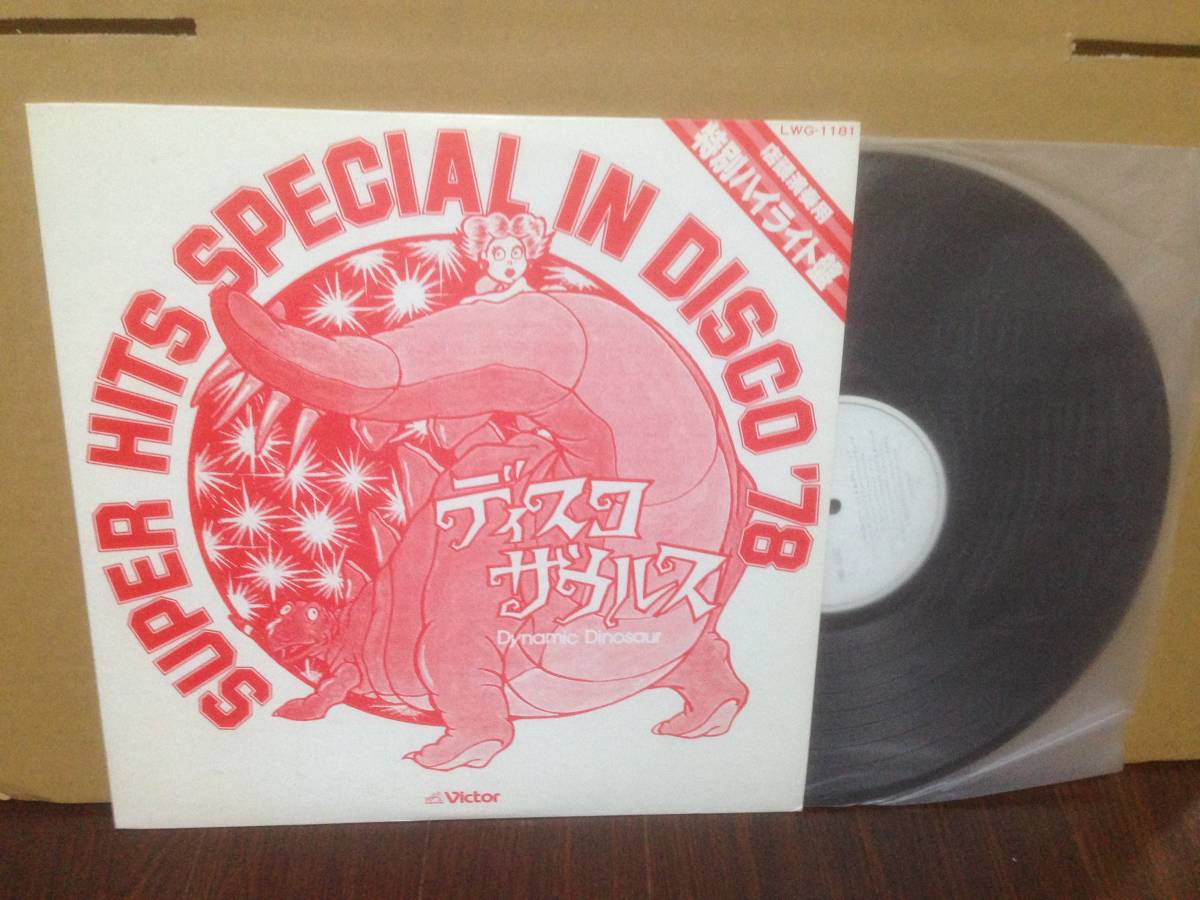 SUPER HITS SPECIAL IN DISCO '78
LWG-1181
店頭演奏用
特別ハイライト盤
ディスコ
ザウルス
Dynamic Dinosaur
Victor